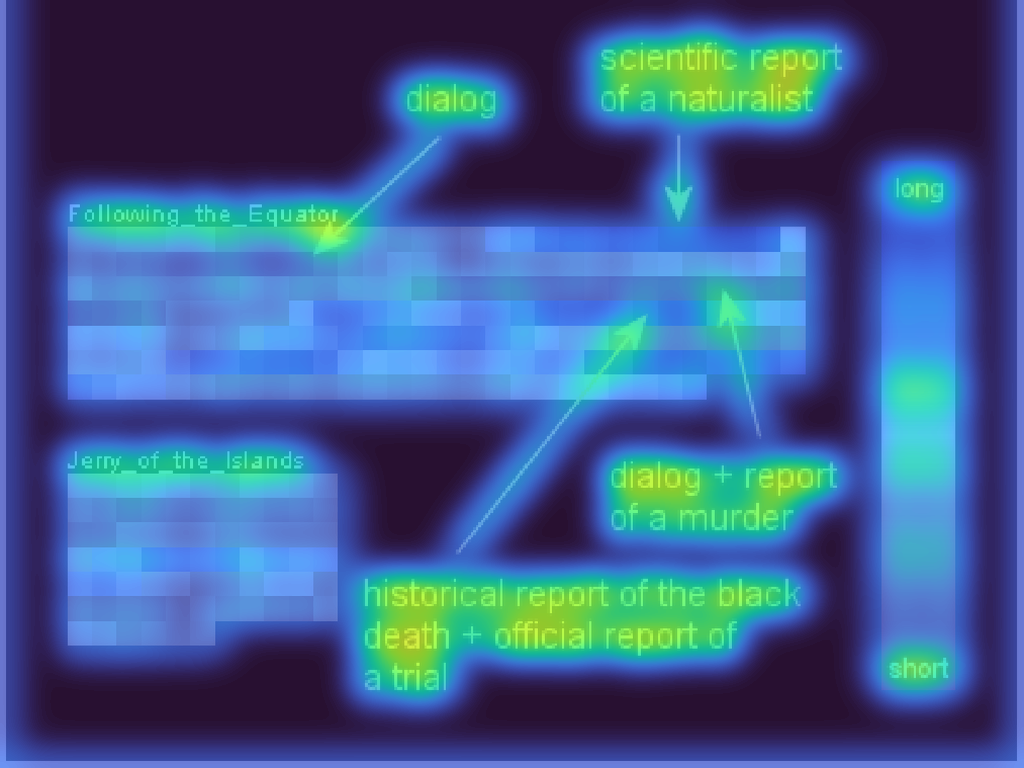 scientific report
of a naturalist
dialog
long
Following_the_Equator
Jerry_of_the_Islands
dialog + report
of a murder
historical report of the black
death + official report of
a trial
short